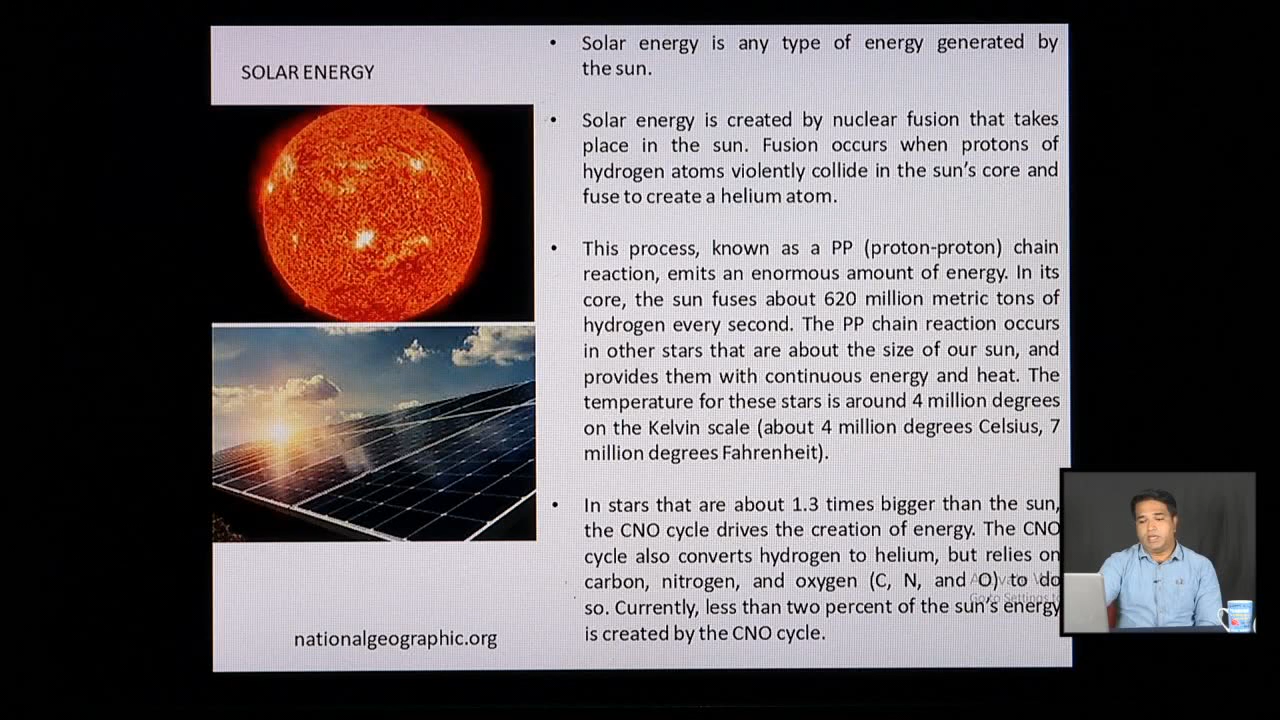 SOLAR ENERGY
nationalgeographic.org
• Solar energy is any type of energy generated by
the sun.
• Solar energy is created by nuclear fusion that takes
place in the sun. Fusion occurs when protons of
hydrogen atoms violently collide in the sun's core and
fuse to create a helium atom.
• This process, known as a PP (proton-proton) chain
reaction, emits an enormous amount of energy. In its
core, the sun fuses about 620 million metric tons of
hydrogen every second. The PP chain reaction occurs
in other stars that are about the size of our sun, and
provides them with continuous energy and heat. The
temperature for these stars is around 4 million degrees
on the Kelvin scale (about 4 million degrees Celsius, 7
million degrees Fahrenheit).
• In stars that are about 1.3 times bigger than the sun,
the CNO cycle drives the creation of energy. The CNO
cycle also converts hydrogen to helium, but relies on
carbon, nitrogen, and oxygen (C, N, and O) to do
so. Currently, less than two percent of the sun's energy
is created by the CNO cycle.
Go to Settings